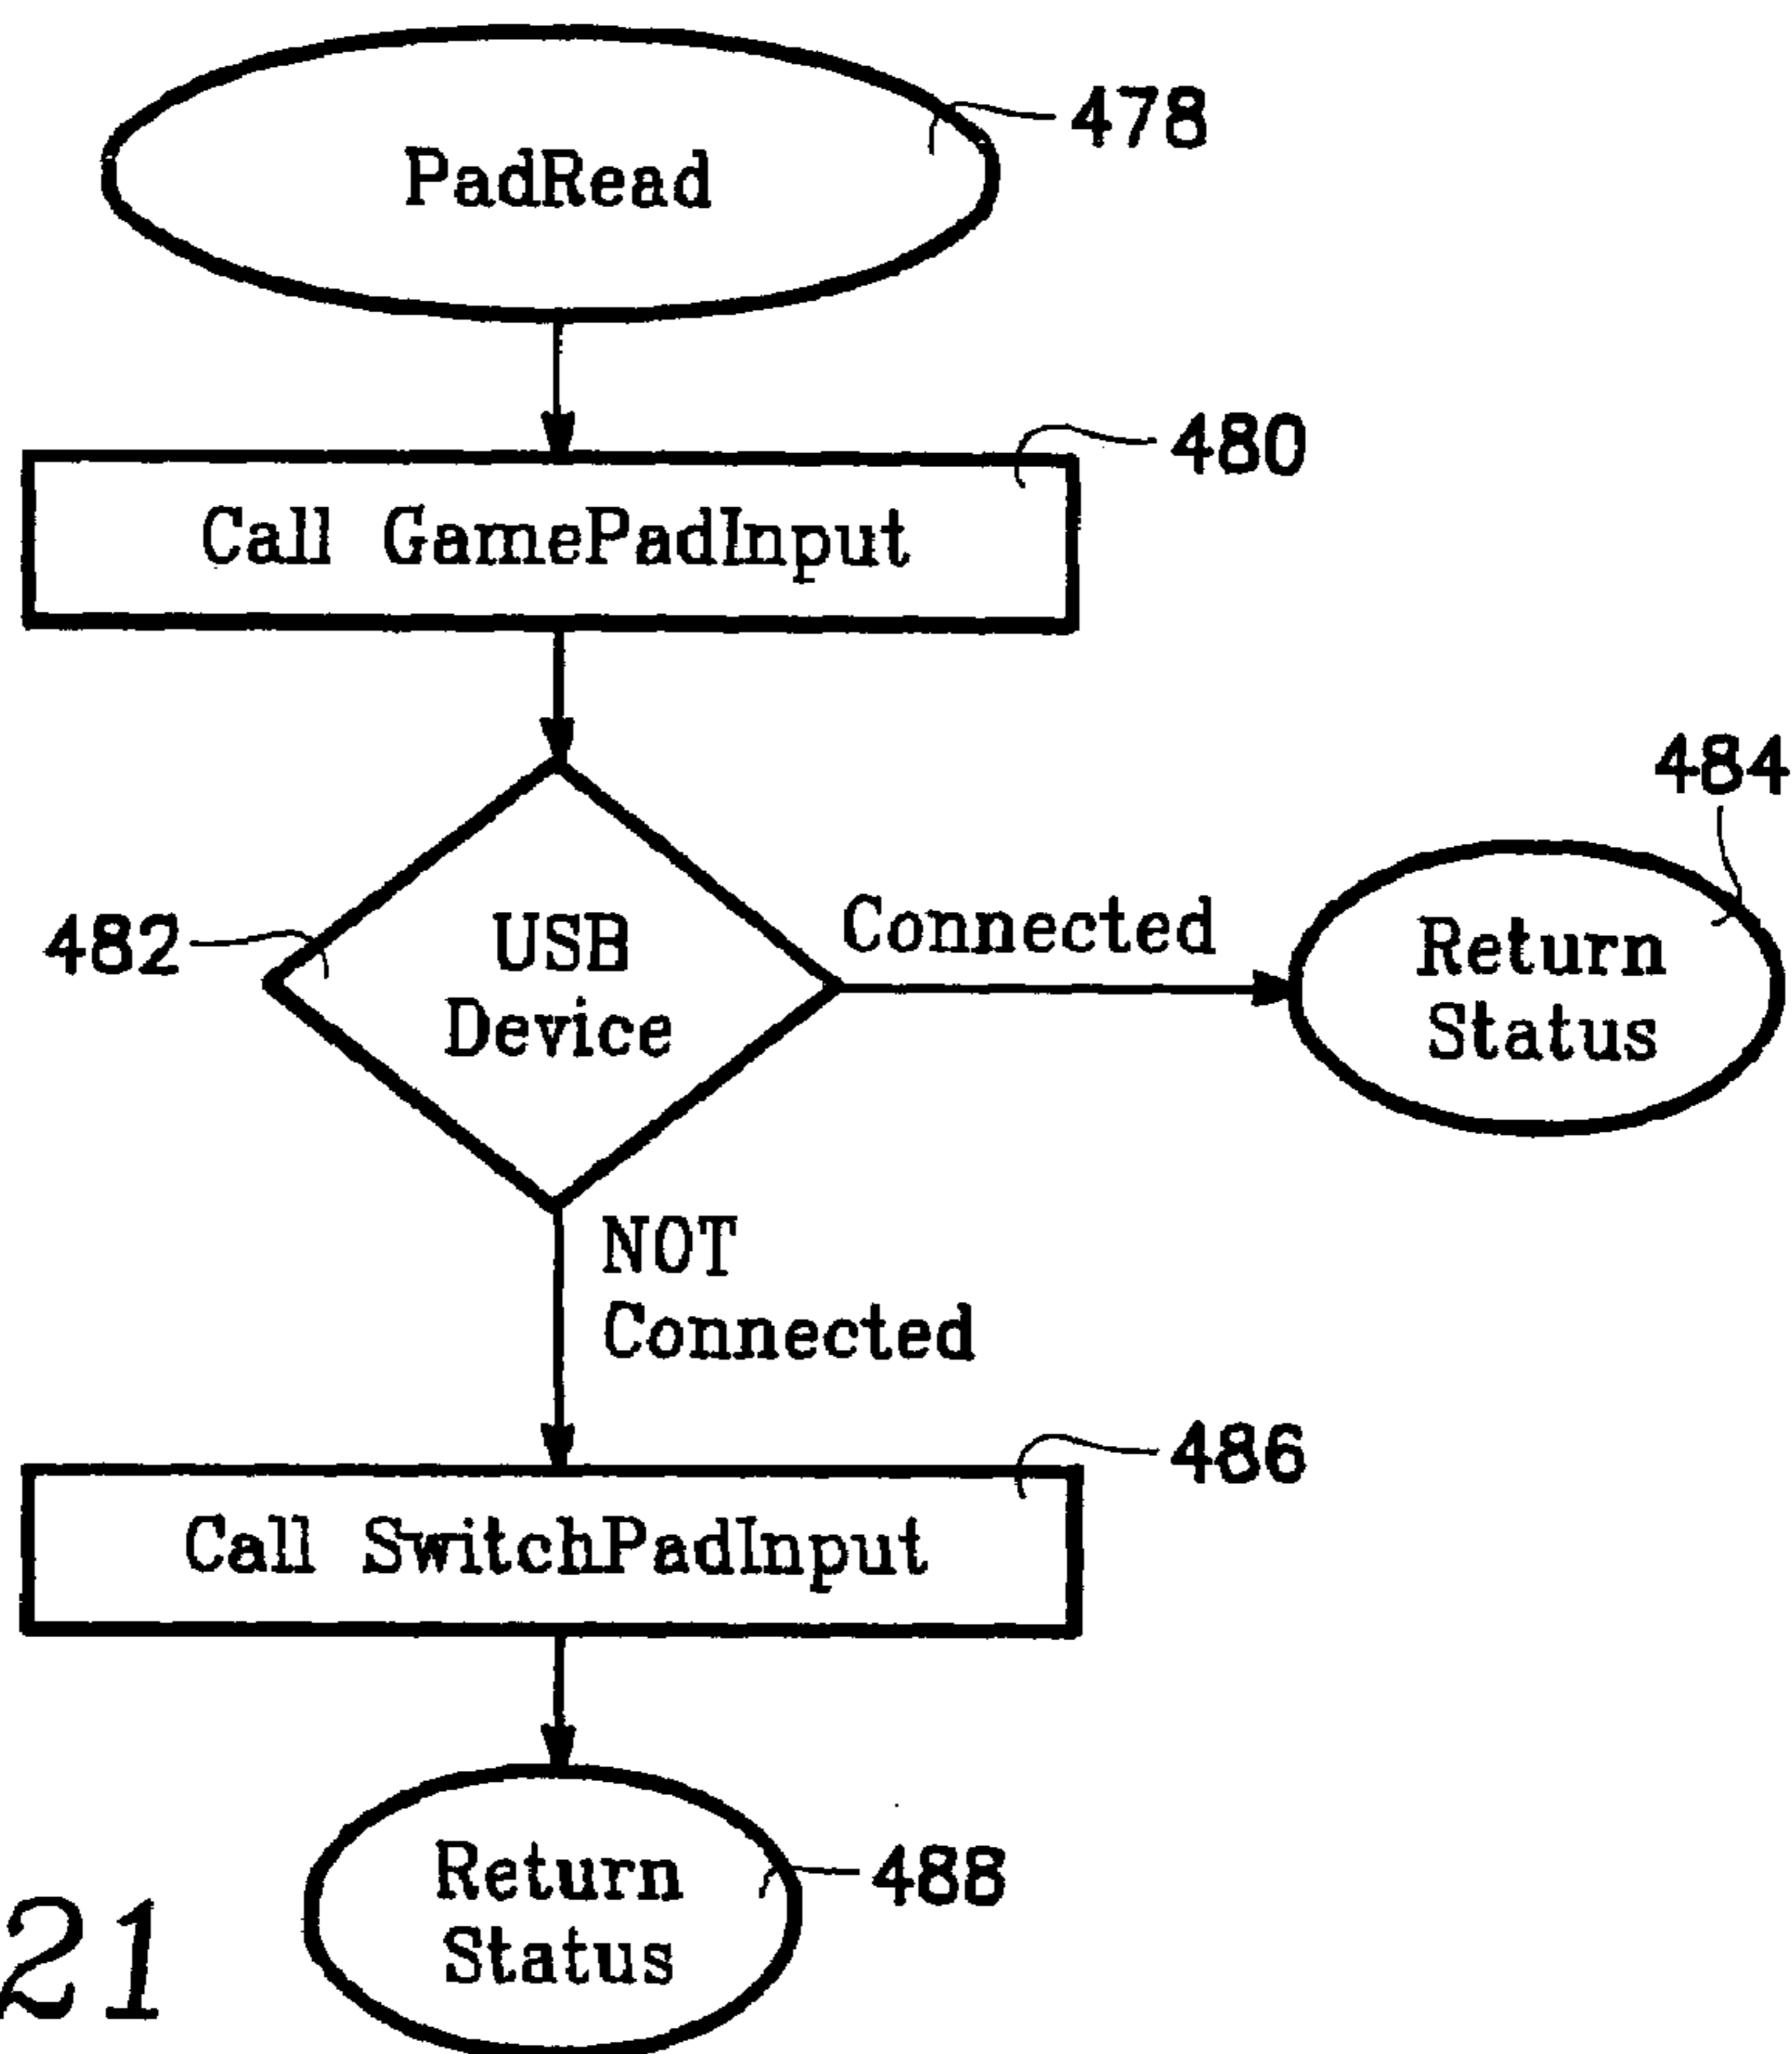 PadRead
478
Call GamePadInput
480
482
USB
Device
Connected
484
Return
Status
NOT
Connected
Call SwitchPadInput
486
Return
Status
488
21